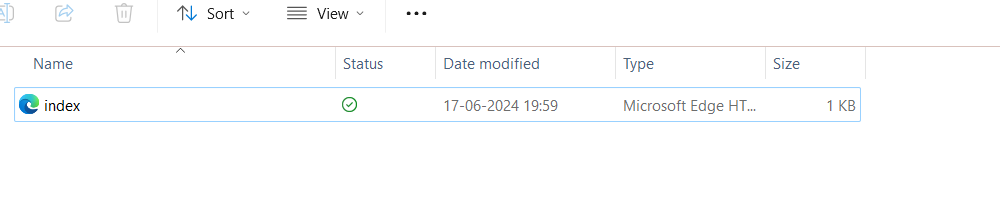 Sort View
Name Status Date modified Type Size
index 17-06-2024 19:59 Microsoft Edge HT... 1 KB